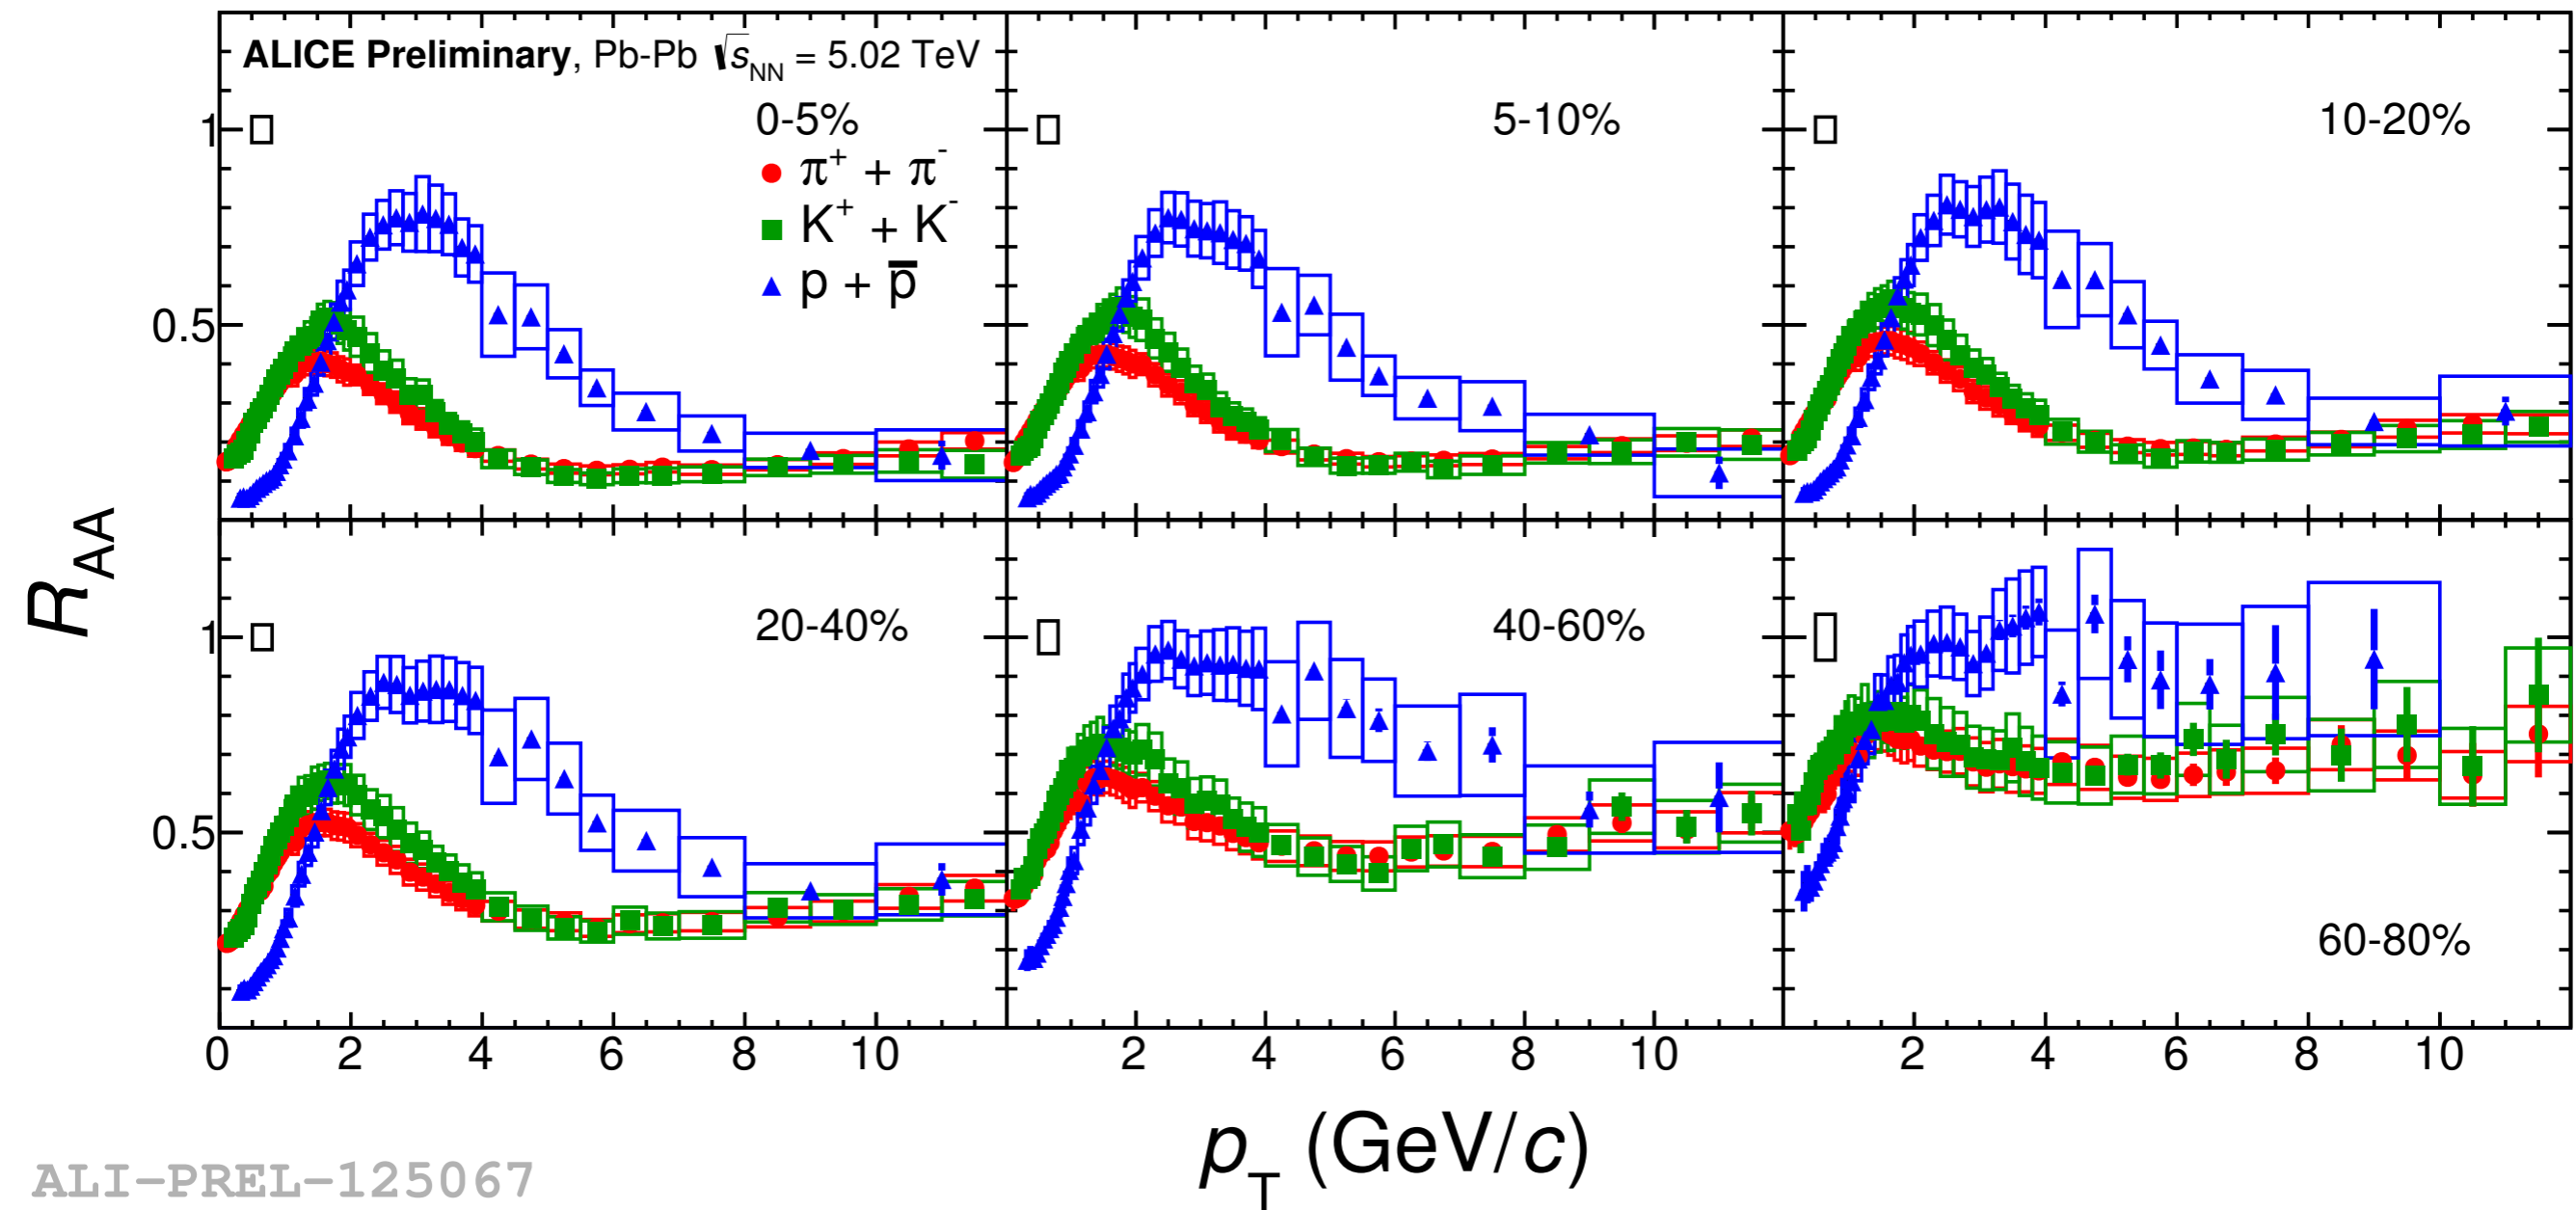 ALICE Preliminary, Pb-Pb √sNN = 5.02 TeV
0-5%
π+ + π-
K+ + K-
p + p̅
5-10%
10-20%
1
0.5
RAA
20-40%
40-60%
60-80%
1
0.5
0 2 4 6 8 10 2 4 6 8 10 2 4 6 8 10
pT (GeV/c)
ALI-PREL-125067